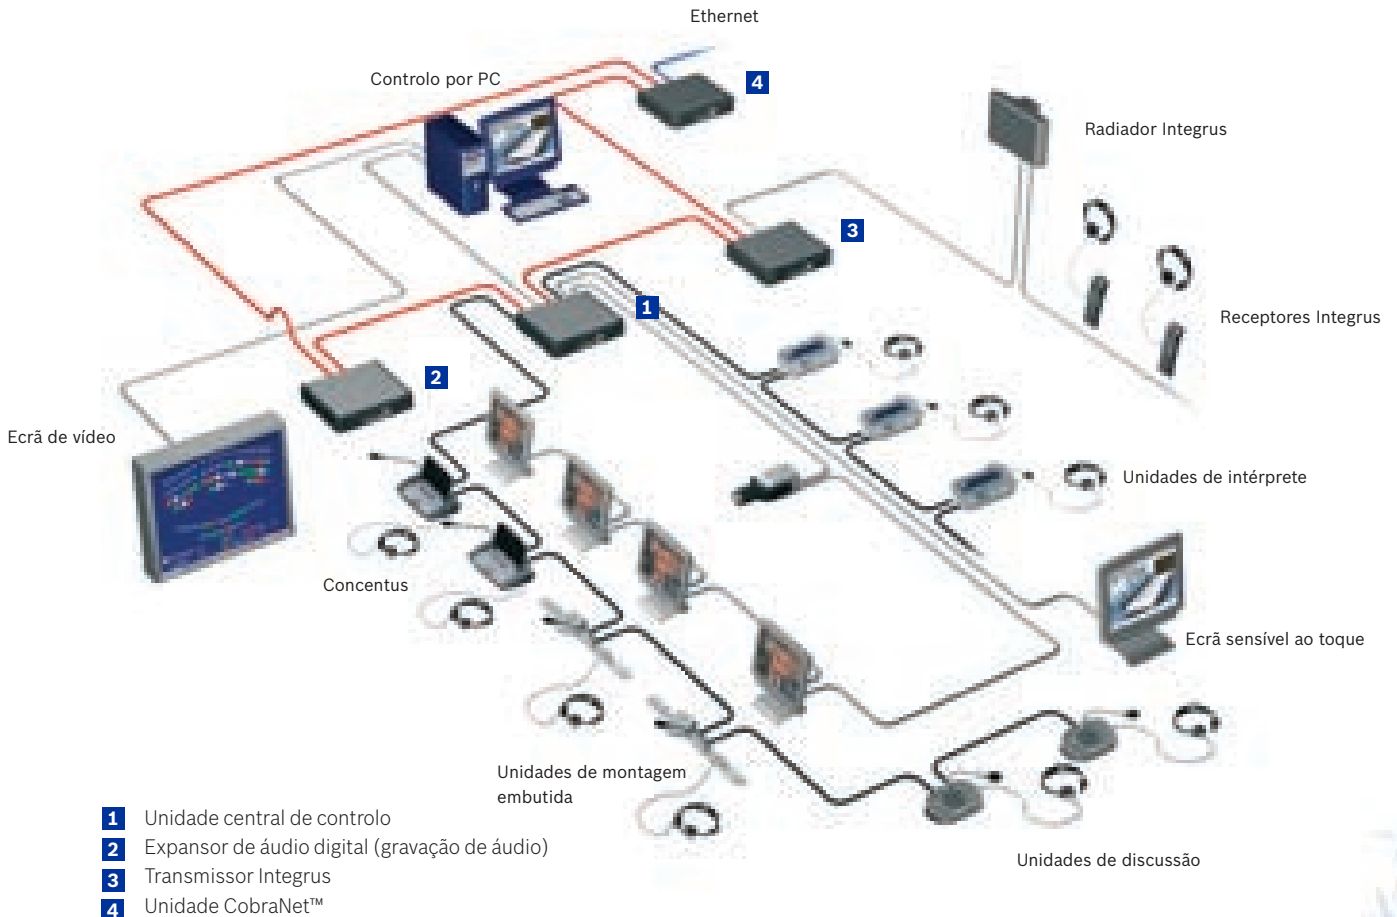 Ethernet
Controlo por PC
4
Radiador Integrus
3
1
Receptores Integrus
2
Ecrã de vídeo
Unidades de intérprete
Concentus
Ecrã sensível ao toque
Unidades de montagem
embutida
Unidades de discussão
1 Unidade central de controlo
2 Expansor de áudio digital (gravação de áudio)
3 Transmissor Integrus
4 Unidade CobraNet™